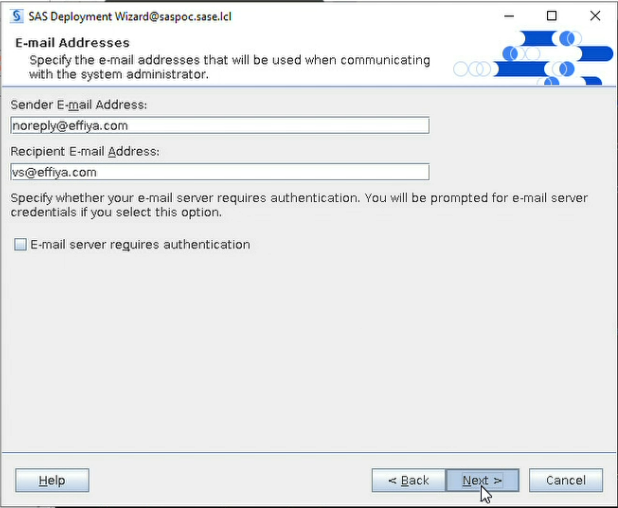 SAS Deployment Wizard@saspoc.sase.lcl
E-mail Addresses
Specify the e-mail addresses that will be used when communicating
with the system administrator.
Sender E-mail Address:
noreply@effiya.com
Recipient E-mail Address:
vs@effiya.com
Specify whether your e-mail server requires authentication. You will be prompted for e-mail server
credentials if you select this option.
E-mail server requires authentication
Help
< Back
Next >
Cancel